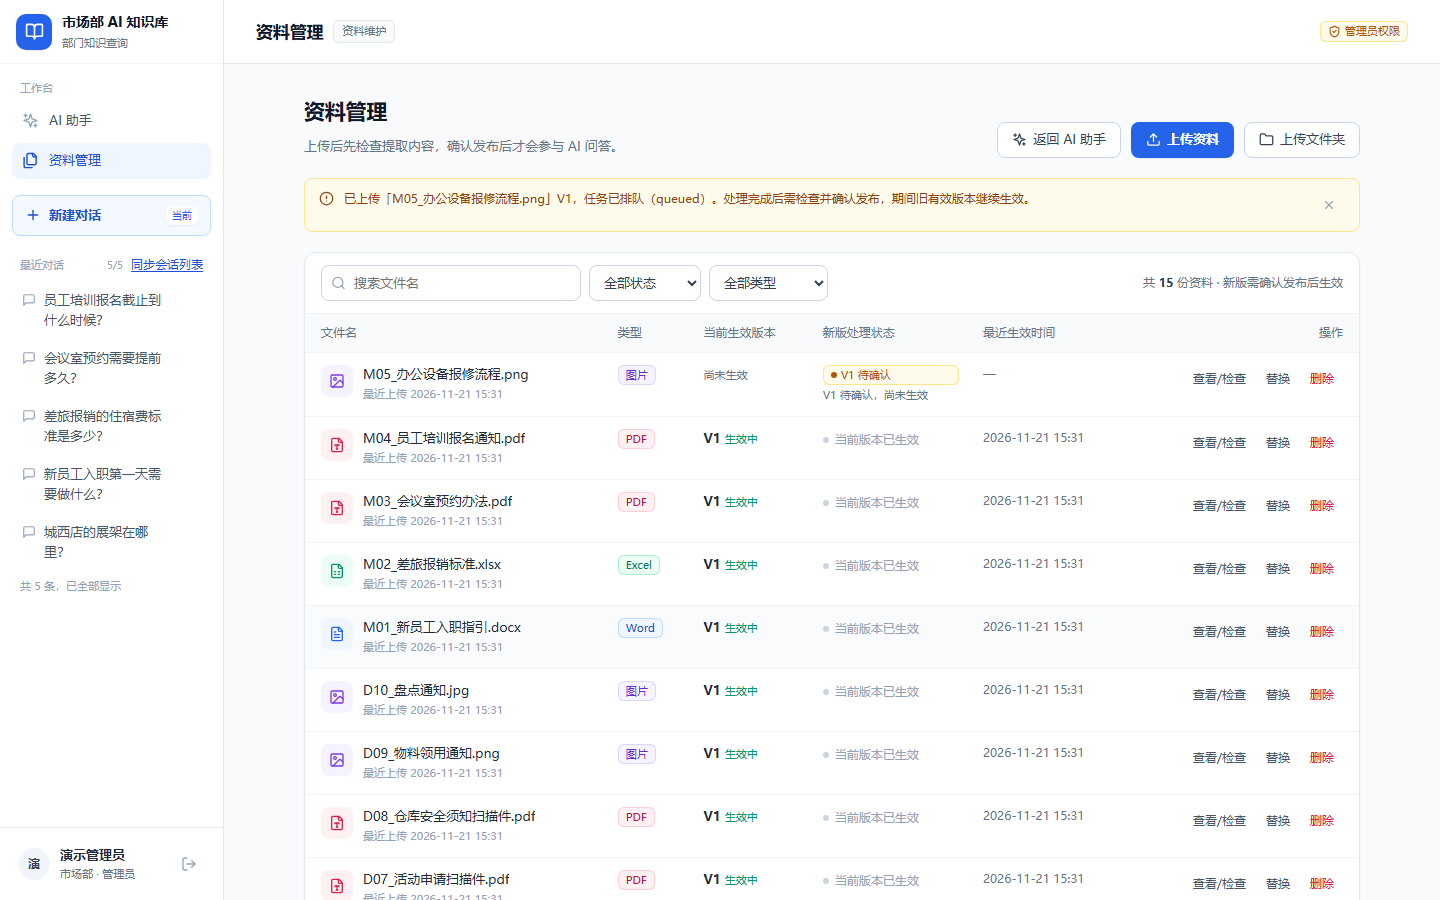 市场部 AI 知识库
部门知识查询
工作台
AI 助手
资料管理
新建对话 当前
最近对话 5/5 同步会话列表
员工培训报名截止到
什么时候?
会议室预约需要提前
多久?
差旅报销的住宿费标
准是多少?
新员工入职第一天需
要做什么?
城西店的展架在哪
里?
共 5 条，已全部显示
演 演示管理员
市场部 · 管理员
资料管理 资料维护
管理员权限
资料管理
上传后先检查提取内容，确认发布后才会参与 AI 问答。
返回 AI 助手 上传资料 上传文件夹
已上传「M05_办公设备报修流程.png」V1，任务已排队（queued）。处理完成后需检查并确认发布，期间旧有效版本继续生效。
搜索文件名 全部状态 全部类型 共 15 份资料 · 新版需确认发布后生效
文件名 类型 当前生效版本 新版处理状态 最近生效时间 操作
M05_办公设备报修流程.png 图片 尚未生效 V1 待确认 — 查看/检查 替换 删除
最近上传 2026-11-21 15:31 V1 待确认，尚未生效
M04_员工培训报名通知.pdf PDF V1 生效中 当前版本已生效 2026-11-21 15:31 查看/检查 替换 删除
最近上传 2026-11-21 15:31
M03_会议室预约办法.pdf PDF V1 生效中 当前版本已生效 2026-11-21 15:31 查看/检查 替换 删除
最近上传 2026-11-21 15:31
M02_差旅报销标准.xlsx Excel V1 生效中 当前版本已生效 2026-11-21 15:31 查看/检查 替换 删除
最近上传 2026-11-21 15:31
M01_新员工入职指引.docx Word V1 生效中 当前版本已生效 2026-11-21 15:31 查看/检查 替换 删除
最近上传 2026-11-21 15:31
D10_盘点通知.jpg 图片 V1 生效中 当前版本已生效 2026-11-21 15:31 查看/检查 替换 删除
最近上传 2026-11-21 15:31
D09_物料领用通知.png 图片 V1 生效中 当前版本已生效 2026-11-21 15:31 查看/检查 替换 删除
最近上传 2026-11-21 15:31
D08_仓库安全须知扫描件.pdf PDF V1 生效中 当前版本已生效 2026-11-21 15:31 查看/检查 替换 删除
最近上传 2026-11-21 15:31
D07_活动申请扫描件.pdf PDF V1 生效中 当前版本已生效 2026-11-21 15:31 查看/检查 替换 删除
最近上传 2026-11-21 15:31